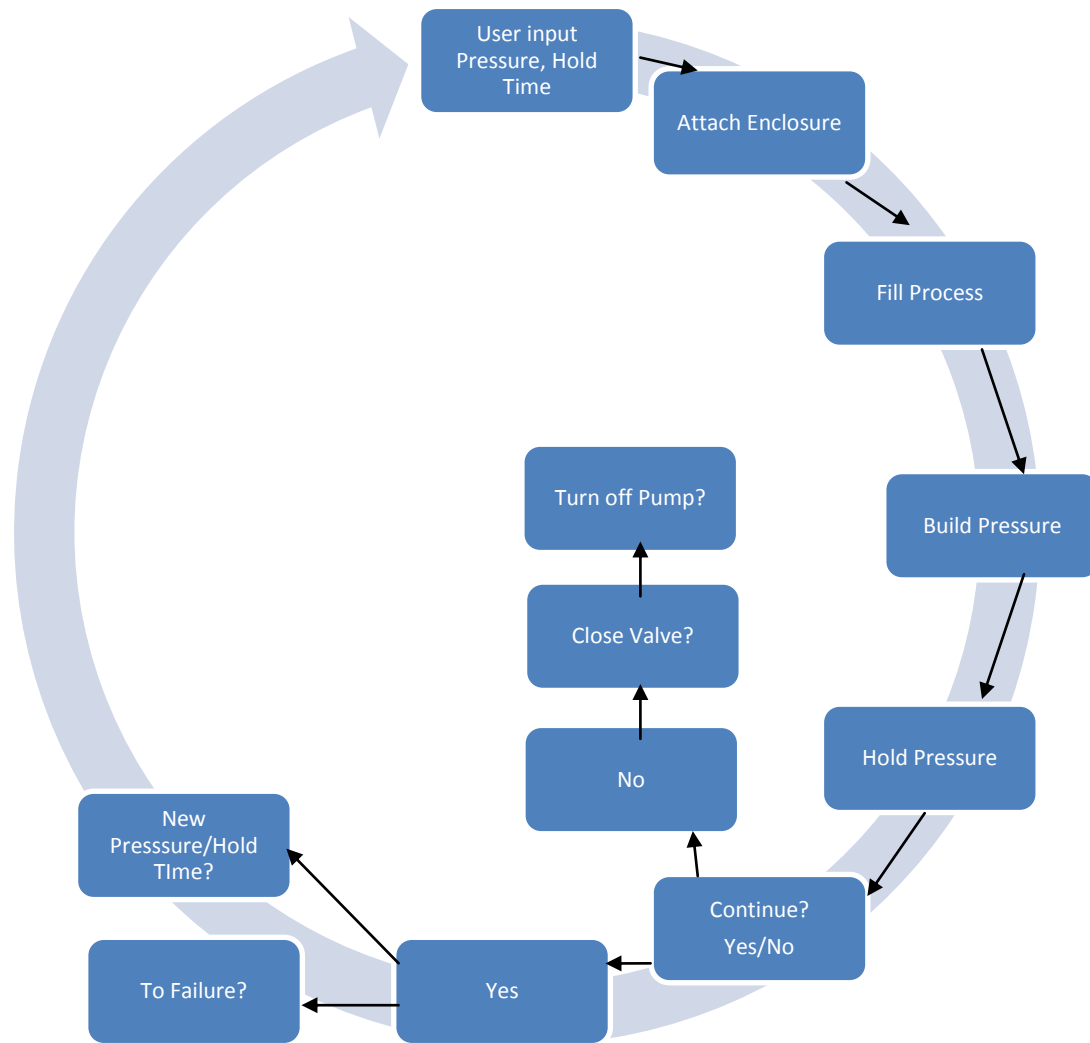 User input
Pressure, Hold
Time
Attach Enclosure
Fill Process
Build Pressure
Hold Pressure
Continue?
Yes/No
No
Close Valve?
Turn off Pump?
Yes
New
Presssure/Hold
TIme?
To Failure?